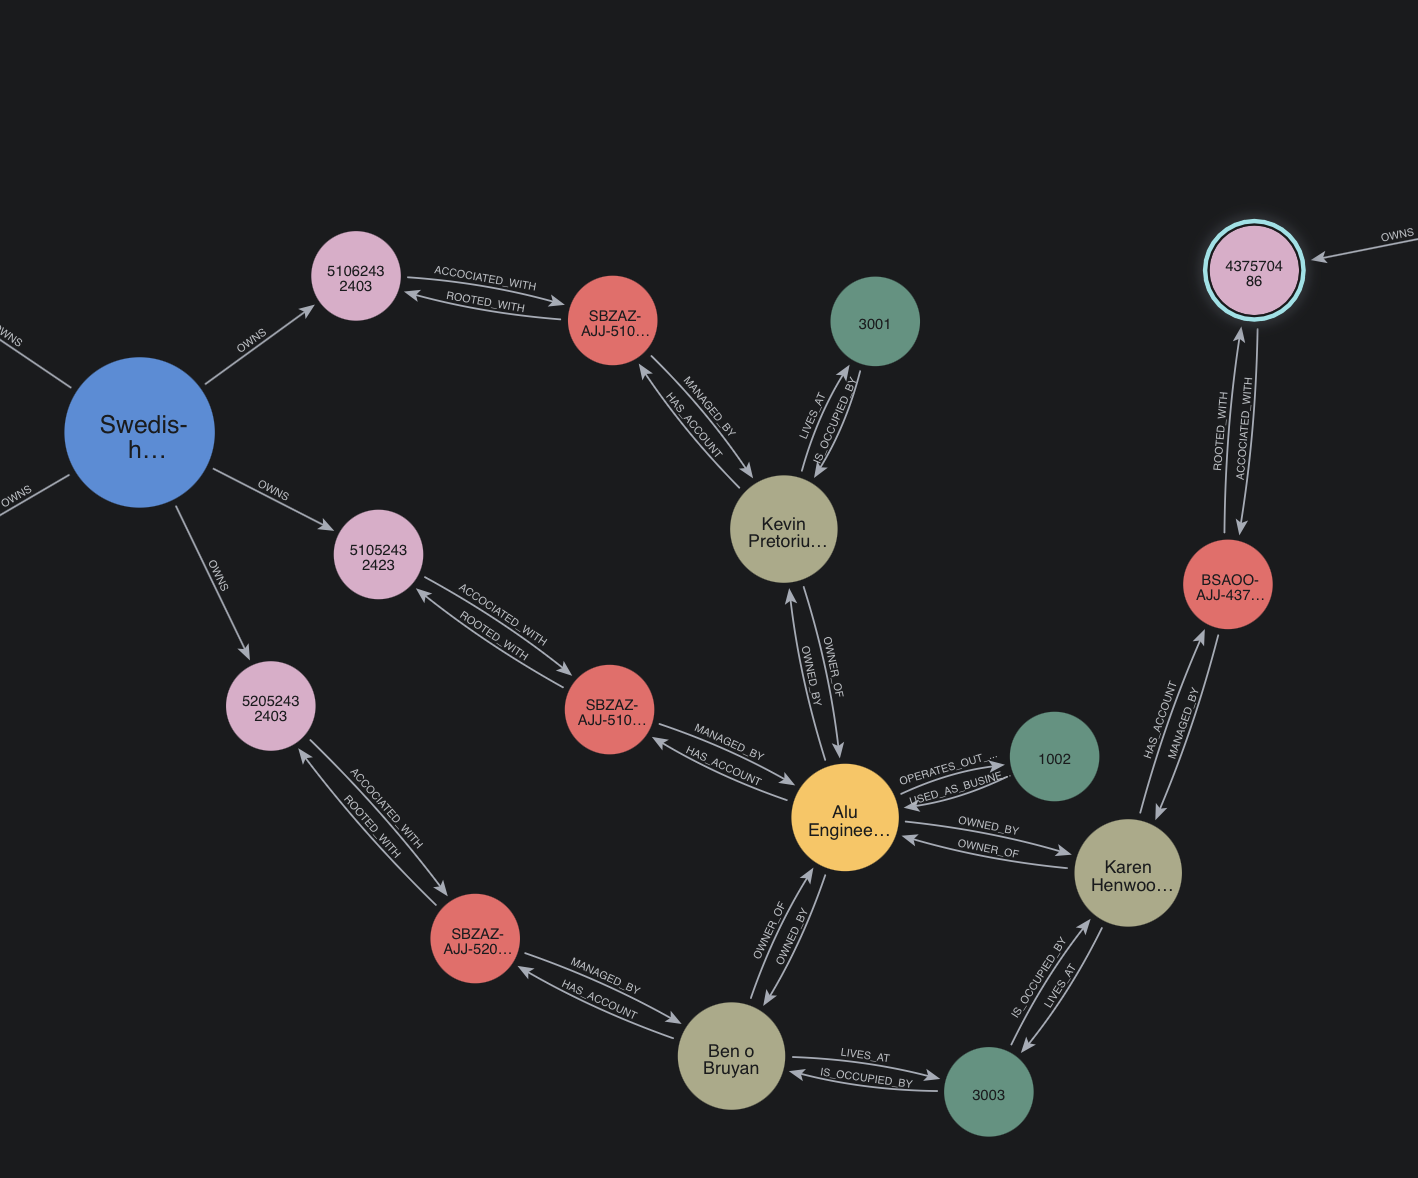 OWNS
OWNS
5106243
2403
ACCOCIATED_WITH
ROOTED_WITH
SBZAZ-
AJJ-510…
3001
4375704
86
OWNS
OWNS
Swedis-
h…
MANAGED_BY
HAS_ACCOUNT
LIVES_AT
IS_OCCUPIED_BY
ROOTED_WITH
ACCOCIATED_WITH
OWNS
OWNS
5105243
2423
Kevin
Pretoriu…
BSAOO-
AJJ-437…
OWNS
ACCOCIATED_WITH
ROOTED_WITH
5205243
2403
SBZAZ-
AJJ-510…
OWNED_BY
OWNER_OF
HAS_ACCOUNT
MANAGED_BY
MANAGED_BY
HAS_ACCOUNT
OPERATES_OUT_…
USED_AS_BUSINE…
1002
Alu
Enginee…
OWNED_BY
OWNER_OF
Karen
Henwoo…
ACCOCIATED_WITH
ROOTED_WITH
SBZAZ-
AJJ-520…
OWNER_OF
OWNED_BY
IS_OCCUPIED_BY
LIVES_AT
MANAGED_BY
HAS_ACCOUNT
Ben o
Bruyan
LIVES_AT
IS_OCCUPIED_BY
3003